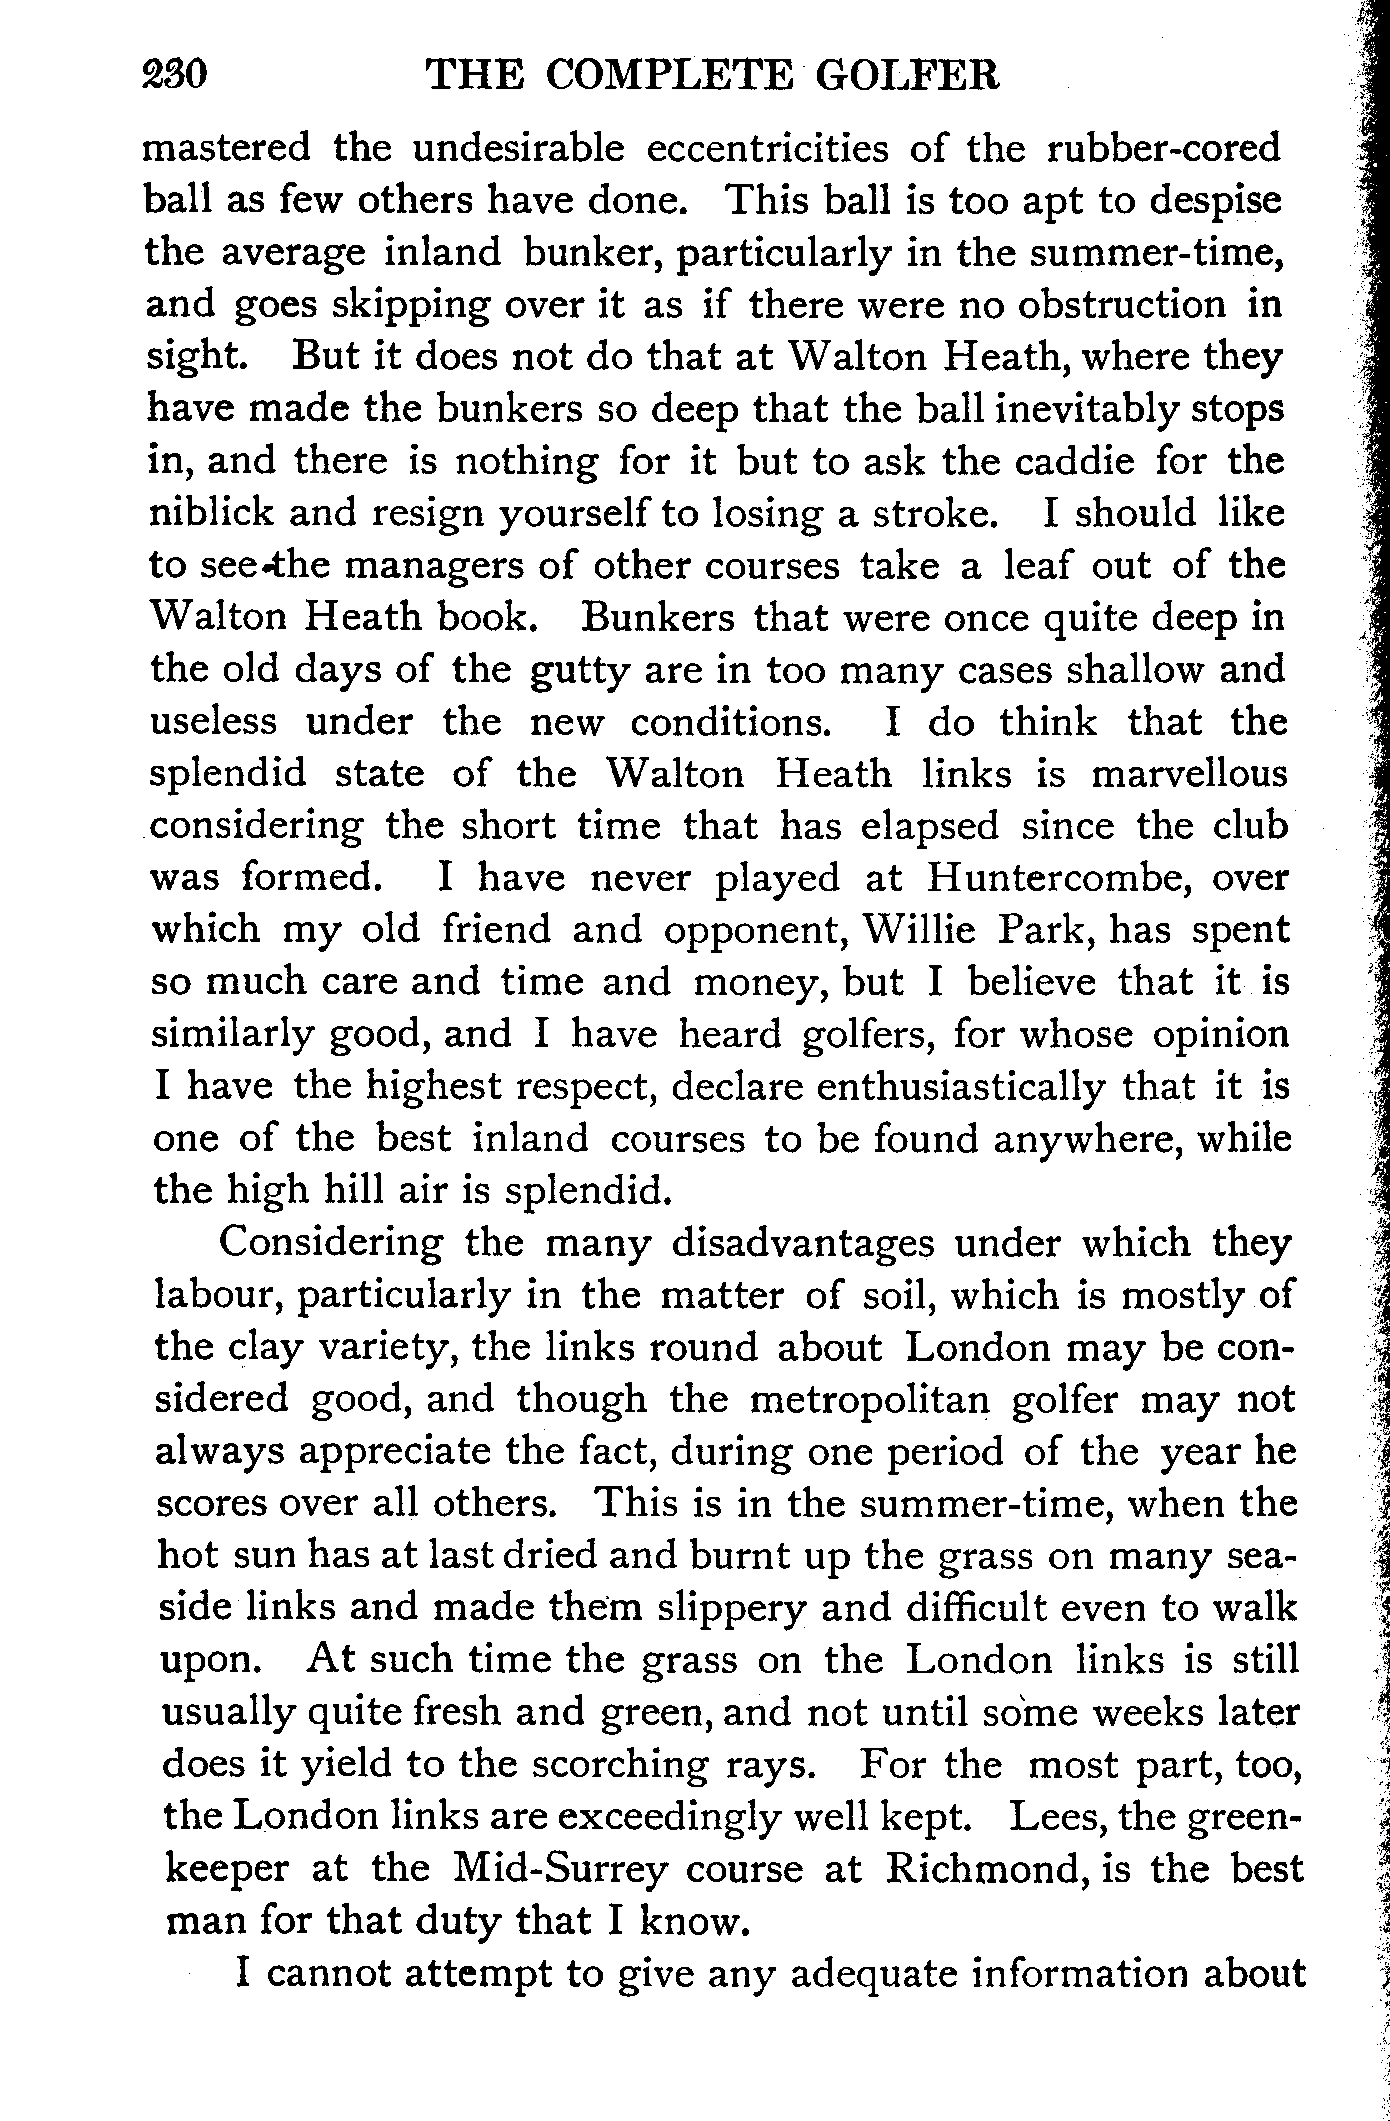 230 THE COMPLETE GOLFER
mastered the undesirable eccentricities of the rubber-cored
ball as few others have done. This ball is too apt to despise
the average inland bunker, particularly in the summer-time,
and goes skipping over it as if there were no obstruction in
sight. But it does not do that at Walton Heath, where they
have made the bunkers so deep that the ball inevitably stops
in, and there is nothing for it but to ask the caddie for the
niblick and resign yourself to losing a stroke. I should like
to see the managers of other courses take a leaf out of the
Walton Heath book. Bunkers that were once quite deep in
the old days of the gutty are in too many cases shallow and
useless under the new conditions. I do think that the
splendid state of the Walton Heath links is marvellous
considering the short time that has elapsed since the club
was formed. I have never played at Huntercombe, over
which my old friend and opponent, Willie Park, has spent
so much care and time and money, but I believe that it is
similarly good, and I have heard golfers, for whose opinion
I have the highest respect, declare enthusiastically that it is
one of the best inland courses to be found anywhere, while
the high hill air is splendid.
Considering the many disadvantages under which they
labour, particularly in the matter of soil, which is mostly of
the clay variety, the links round about London may be con-
sidered good, and though the metropolitan golfer may not
always appreciate the fact, during one period of the year he
scores over all others. This is in the summer-time, when the
hot sun has at last dried and burnt up the grass on many sea-
side links and made them slippery and difficult even to walk
upon. At such time the grass on the London links is still
usually quite fresh and green, and not until some weeks later
does it yield to the scorching rays. For the most part, too,
the London links are exceedingly well kept. Lees, the green-
keeper at the Mid-Surrey course at Richmond, is the best
man for that duty that I know.
I cannot attempt to give any adequate information about